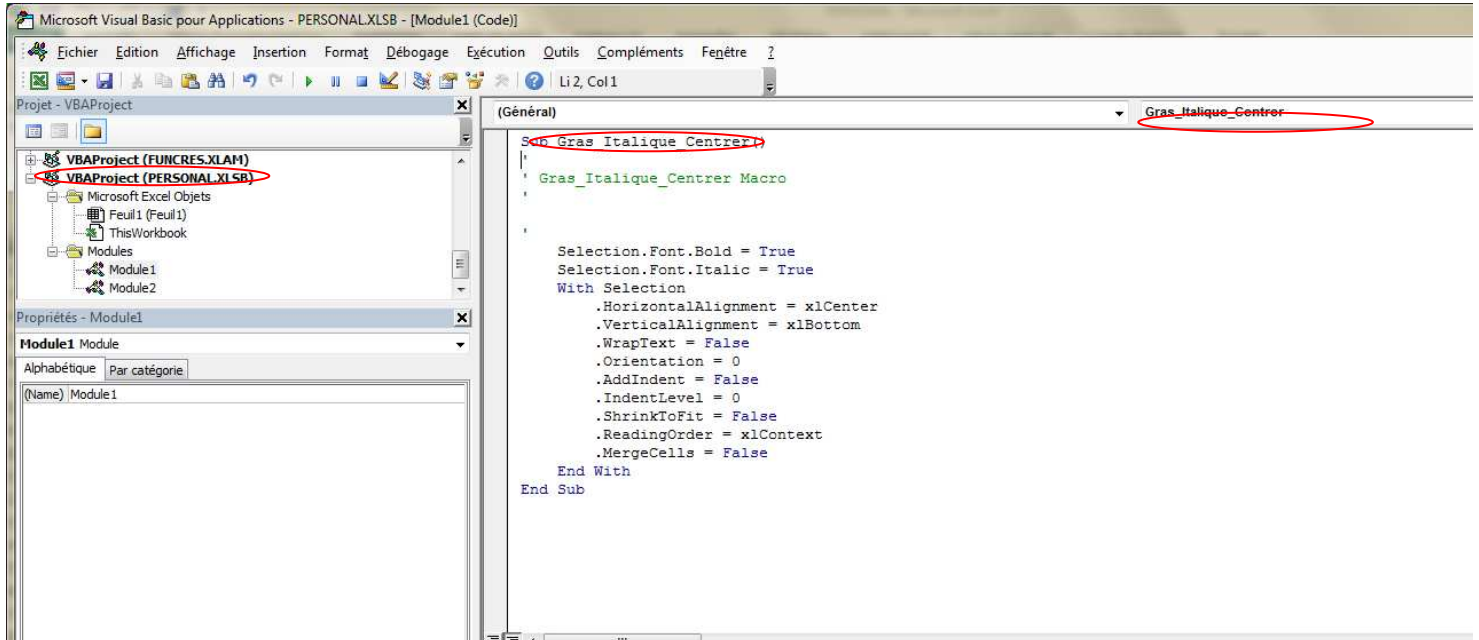 Microsoft Visual Basic pour Applications - PERSONAL.XLSB - [Module1 (Code)]
Fichier Edition Affichage Insertion Format Débogage Exécution Outils Compléments Fenêtre ?
Li 2, Col 1
Projet - VBAProject
VBAProject (FUNCRES.XLAM)
VBAProject (PERSONAL.XLSB)
Microsoft Excel Objets
Feuil1 (Feuil1)
ThisWorkbook
Modules
Module1
Module2
Propriétés - Module1
Module1 Module
Alphabétique Par catégorie
(Name) Module1
(Général) Gras_Italique_Centrer
Sub Gras_Italique_Centrer()
'
' Gras_Italique_Centrer Macro
'
'
Selection.Font.Bold = True
Selection.Font.Italic = True
With Selection
.HorizontalAlignment = xlCenter
.VerticalAlignment = xlBottom
.WrapText = False
.Orientation = 0
.AddIndent = False
.IndentLevel = 0
.ShrinkToFit = False
.ReadingOrder = xlContext
.MergeCells = False
End With
End Sub